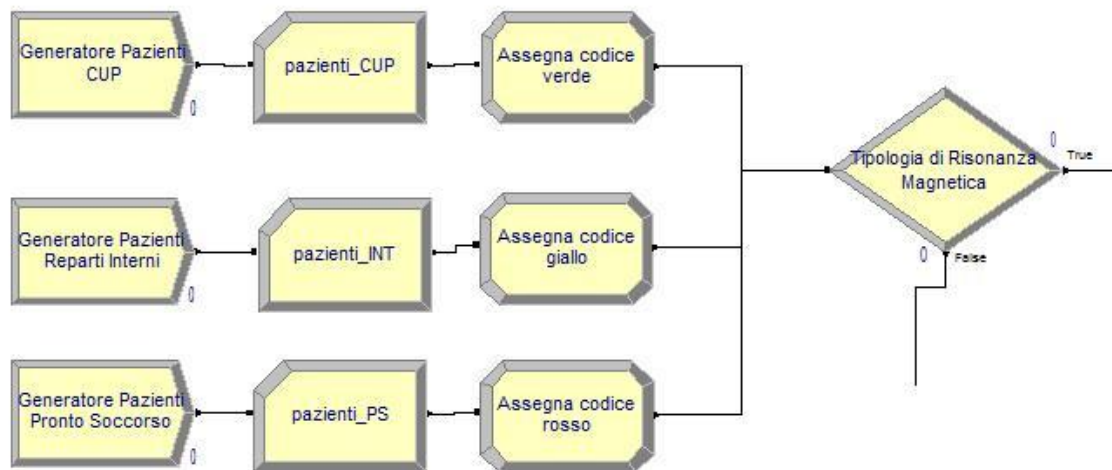 Generatore Pazienti
CUP
0
pazienti_CUP
Assegna codice
verde
Generatore Pazienti
Reparti Interni
0
pazienti_INT
Assegna codice
giallo
Generatore Pazienti
Pronto Soccorso
0
pazienti_PS
Assegna codice
rosso
Tipologia di Risonanza
Magnetica
0
True
0
False